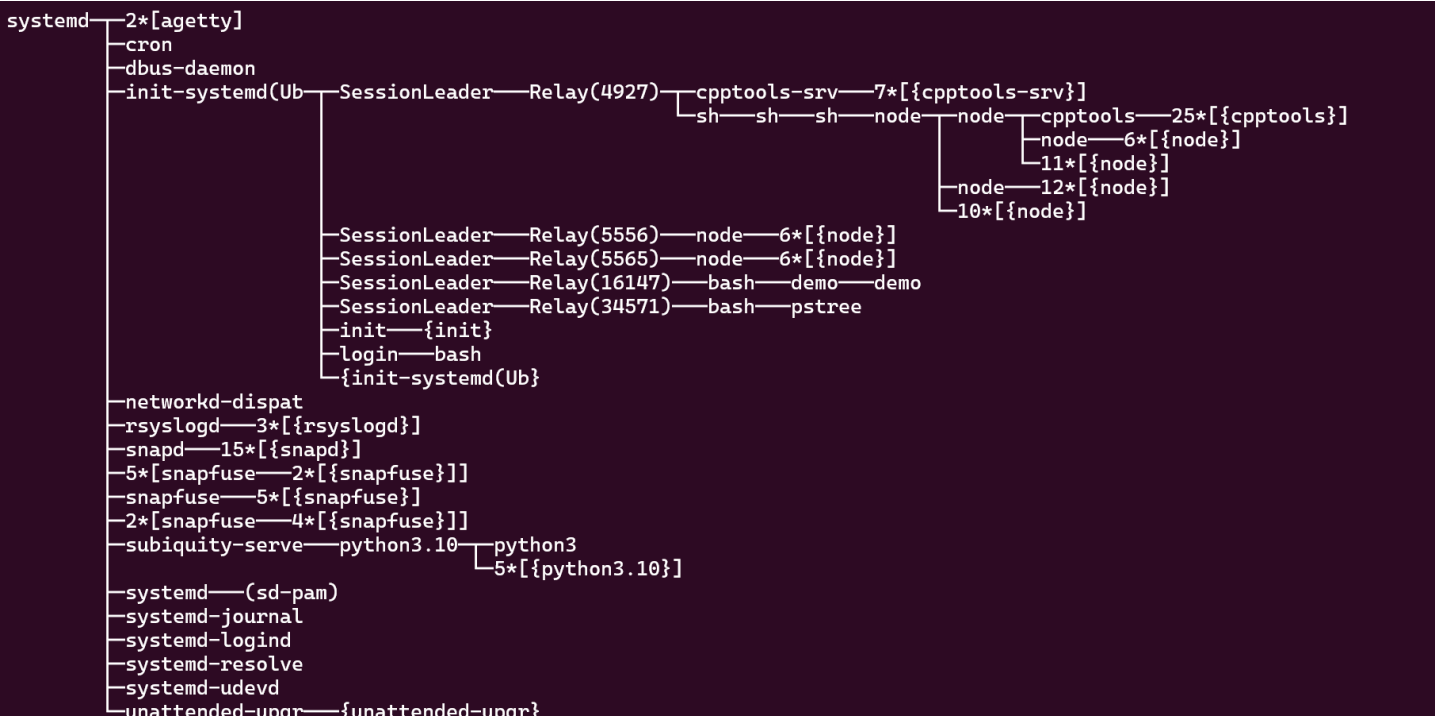 systemd─┬─2*[agetty]
        ├─cron
        ├─dbus-daemon
        ├─init-systemd(Ub─┬─SessionLeader───Relay(4927)─┬─cpptools-srv───7*[{cpptools-srv}]
        │                 │                             └─sh───sh───sh───node─┬─node─┬─cpptools───25*[{cpptools}]
        │                 │                                                   │      ├─node───6*[{node}]
        │                 │                                                   │      └─11*[{node}]
        │                 │                                                   ├─node───12*[{node}]
        │                 │                                                   └─10*[{node}]
        │                 ├─SessionLeader───Relay(5556)───node───6*[{node}]
        │                 ├─SessionLeader───Relay(5565)───node───6*[{node}]
        │                 ├─SessionLeader───Relay(16147)───bash───demo───demo
        │                 ├─SessionLeader───Relay(34571)───bash───pstree
        │                 ├─init───{init}
        │                 ├─login───bash
        │                 └─{init-systemd(Ub}
        ├─networkd-dispat
        ├─rsyslogd───3*[{rsyslogd}]
        ├─snapd───15*[{snapd}]
        ├─5*[snapfuse───2*[{snapfuse}]]
        ├─snapfuse───5*[{snapfuse}]
        ├─2*[snapfuse───4*[{snapfuse}]]
        ├─subiquity-serve───python3.10─┬─python3
        │                              └─5*[{python3.10}]
        ├─systemd───(sd-pam)
        ├─systemd-journal
        ├─systemd-logind
        ├─systemd-resolve
        ├─systemd-udevd
        └─unattended-upgr───{unattended-upgr}